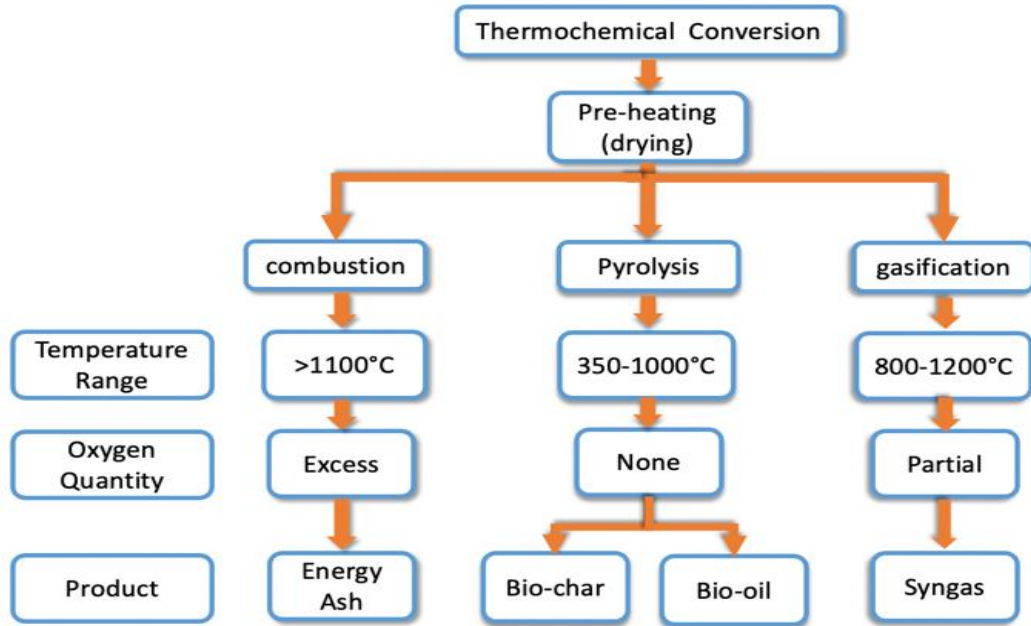 Thermochemical Conversion
Pre-heating
(drying)
combustion
Pyrolysis
gasification
Temperature
Range
>1100°C
350-1000°C
800-1200°C
Oxygen
Quantity
Excess
None
Partial
Product
Energy
Ash
Bio-char
Bio-oil
Syngas